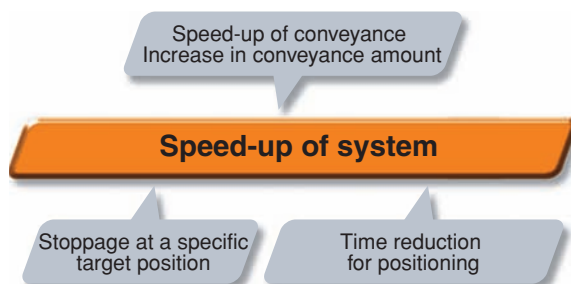 Speed-up of conveyance
Increase in conveyance amount
Speed-up of system
Stoppage at a specific
target position
Time reduction
for positioning